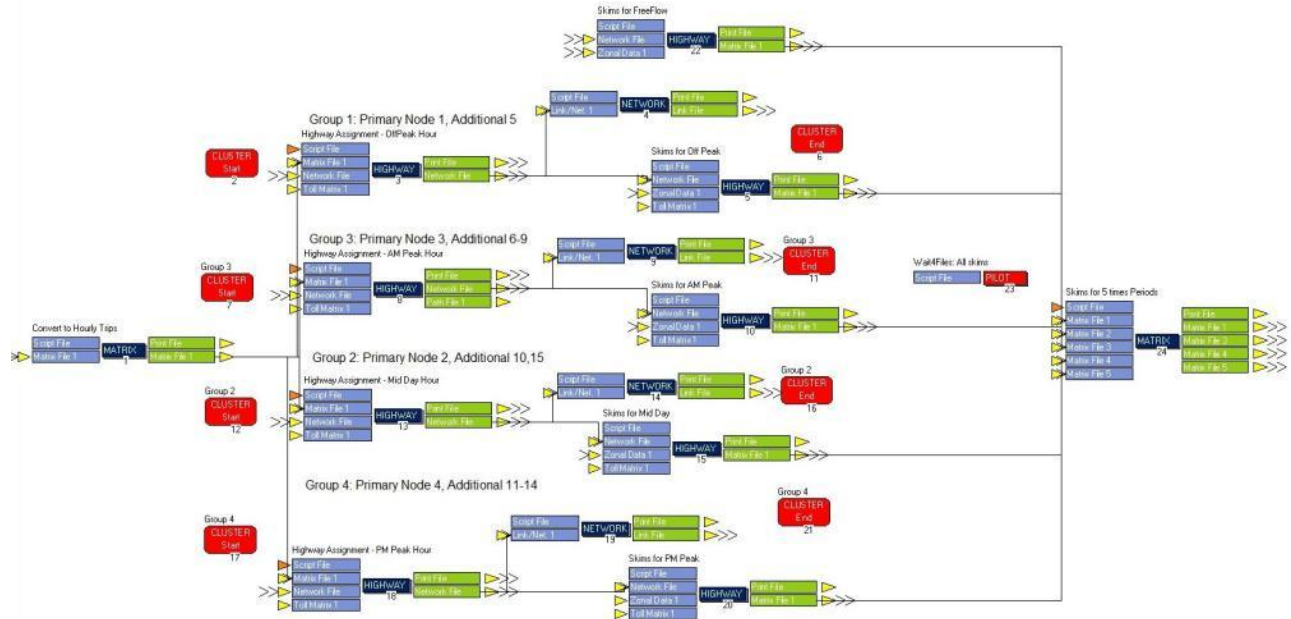 Skims for FreeFlow
Script File
Network File
Zonal Data 1
HIGHWAY
22
Print File
Matrix File 1
Script File
Link/Net. 1
NETWORK
4
Print File
Link File
Group 1: Primary Node 1, Additional 5
Highway Assignment - OffPeak Hour
CLUSTER
Start
2
Script File
Matrix File 1
Network File
Toll Matrix 1
HIGHWAY
3
Print File
Network File
CLUSTER
End
6
Skims for Off Peak
Script File
Network File
Zonal Data 1
Toll Matrix 1
HIGHWAY
5
Print File
Matrix File 1
Group 3: Primary Node 3, Additional 6-9
Highway Assignment - AM Peak Hour
Group 3
CLUSTER
Start
7
Script File
Matrix File 1
Network File
Toll Matrix 1
HIGHWAY
8
Print File
Network File
Path File 1
Script File
Link/Net. 1
NETWORK
9
Print File
Link File
Group 3
CLUSTER
End
11
Skims for AM Peak
Script File
Network File
Zonal Data 1
Toll Matrix 1
HIGHWAY
10
Print File
Matrix File 1
Wait4Files: All skims
Script File
PILOT
23
Skims for 5 times Periods
Script File
Matrix File 1
Matrix File 2
Matrix File 3
Matrix File 4
Matrix File 5
MATRIX
24
Print File
Matrix File 1
Matrix File 4
Matrix File 5
Convert to Hourly Trips
Script File
Matrix File 1
MATRIX
1
Print File
Matrix File 1
Group 2: Primary Node 2, Additional 10,15
Highway Assignment - Mid Day Hour
Group 2
CLUSTER
Start
12
Script File
Matrix File 1
Network File
Toll Matrix 1
HIGHWAY
13
Print File
Network File
Script File
Link/Net. 1
NETWORK
14
Print File
Link File
Group 2
CLUSTER
End
16
Skims for Mid Day
Script File
Network File
Zonal Data 1
Toll Matrix 1
HIGHWAY
15
Print File
Matrix File 1
Group 4: Primary Node 4, Additional 11-14
Group 4
CLUSTER
Start
17
Highway Assignment - PM Peak Hour
Script File
Matrix File 1
Network File
Toll Matrix 1
HIGHWAY
18
Print File
Network File
Script File
Link/Net. 1
NETWORK
19
Print File
Link File
Group 4
CLUSTER
End
21
Skims for PM Peak
Script File
Network File
Zonal Data 1
Toll Matrix 1
HIGHWAY
20
Print File
Matrix File 1